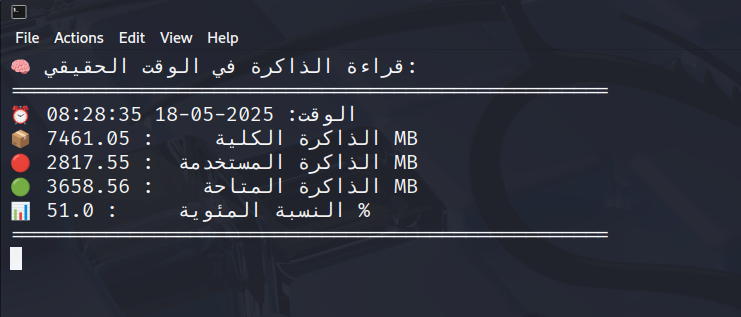 File Actions Edit View Help
🧠 قراءة الذاكرة في الوقت الحقيقي:
==================================================
⏰ الوقت: 2025-05-18 08:28:35
📦 الذاكرة الكلية : 7461.05 MB
🔴 الذاكرة المستخدمة : 2817.55 MB
🟢 الذاكرة المتاحة : 3658.56 MB
📊 النسبة المئوية : 51.0 %
==================================================